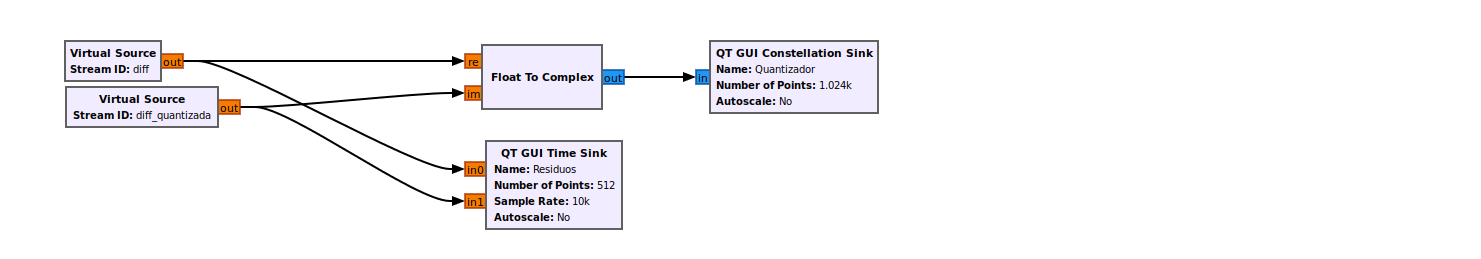 Virtual Source
Stream ID: diff
out
Virtual Source
Stream ID: diff_quantizada
out
re
im
Float To Complex
out
in
QT GUI Constellation Sink
Name: Quantizador
Number of Points: 1.024k
Autoscale: No
in0
in1
QT GUI Time Sink
Name: Residuos
Number of Points: 512
Sample Rate: 10k
Autoscale: No